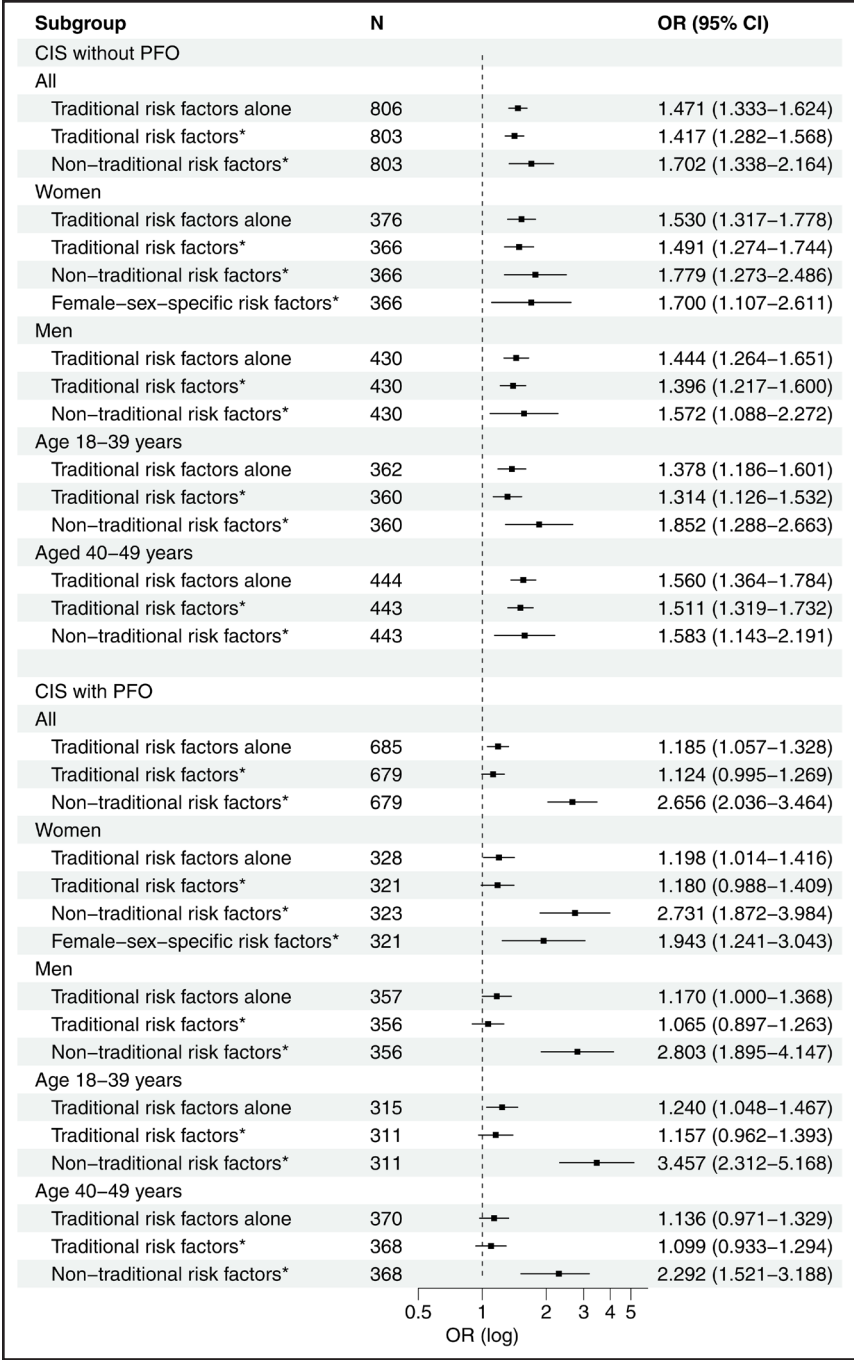 Subgroup N OR (95% CI)
CIS without PFO
All
Traditional risk factors alone 806 1.471 (1.333–1.624)
Traditional risk factors* 803 1.417 (1.282–1.568)
Non−traditional risk factors* 803 1.702 (1.338–2.164)
Women
Traditional risk factors alone 376 1.530 (1.317–1.778)
Traditional risk factors* 366 1.491 (1.274–1.744)
Non−traditional risk factors* 366 1.779 (1.273–2.486)
Female−sex−specific risk factors* 366 1.700 (1.107–2.611)
Men
Traditional risk factors alone 430 1.444 (1.264–1.651)
Traditional risk factors* 430 1.396 (1.217–1.600)
Non−traditional risk factors* 430 1.572 (1.088–2.272)
Age 18−39 years
Traditional risk factors alone 362 1.378 (1.186–1.601)
Traditional risk factors* 360 1.314 (1.126–1.532)
Non−traditional risk factors* 360 1.852 (1.288–2.663)
Aged 40−49 years
Traditional risk factors alone 444 1.560 (1.364–1.784)
Traditional risk factors* 443 1.511 (1.319–1.732)
Non−traditional risk factors* 443 1.583 (1.143–2.191)
CIS with PFO
All
Traditional risk factors alone 685 1.185 (1.057–1.328)
Traditional risk factors* 679 1.124 (0.995–1.269)
Non−traditional risk factors* 679 2.656 (2.036–3.464)
Women
Traditional risk factors alone 328 1.198 (1.014–1.416)
Traditional risk factors* 321 1.180 (0.988–1.409)
Non−traditional risk factors* 323 2.731 (1.872–3.984)
Female−sex−specific risk factors* 321 1.943 (1.241–3.043)
Men
Traditional risk factors alone 357 1.170 (1.000–1.368)
Traditional risk factors* 356 1.065 (0.897–1.263)
Non−traditional risk factors* 356 2.803 (1.895–4.147)
Age 18−39 years
Traditional risk factors alone 315 1.240 (1.048–1.467)
Traditional risk factors* 311 1.157 (0.962–1.393)
Non−traditional risk factors* 311 3.457 (2.312–5.168)
Age 40−49 years
Traditional risk factors alone 370 1.136 (0.971–1.329)
Traditional risk factors* 368 1.099 (0.933–1.294)
Non−traditional risk factors* 368 2.292 (1.521–3.188)
0.5 1 2 3 4 5
OR (log)